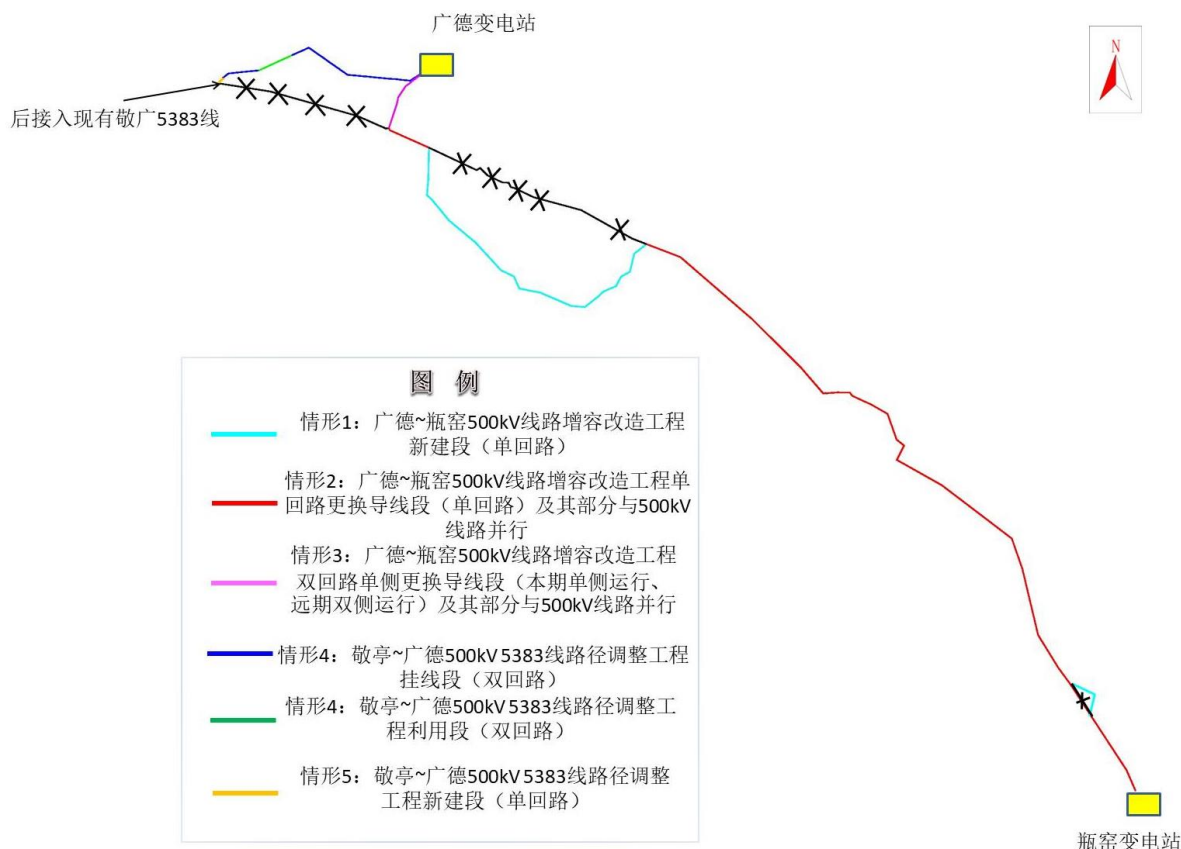 广德变电站
N
后接入现有敬广5383线
图 例
情形1：广德~瓶窑500kV线路增容改造工程
新建段（单回路）
情形2：广德~瓶窑500kV线路增容改造工程单
回路更换导线段（单回路）及其部分与500kV
线路并行
情形3：广德~瓶窑500kV线路增容改造工程
双回路单侧更换导线段（本期单侧运行、
远期双侧运行）及其部分与500kV线路并行
情形4：敬亭~广德500kV 5383线路径调整工程
挂线段（双回路）
情形4：敬亭~广德500kV 5383线路径调整工
程利用段（双回路）
情形5：敬亭~广德500kV 5383线路径调整
工程新建段（单回路）
瓶窑变电站